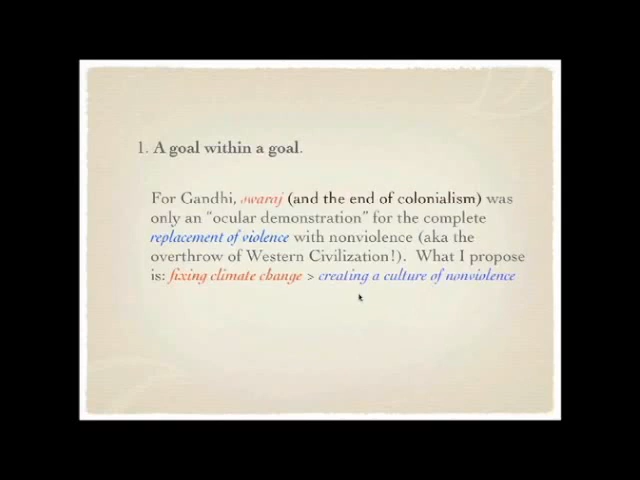 1. A goal within a goal.
For Gandhi, swaraj (and the end of colonialism) was
only an “ocular demonstration” for the complete
replacement of violence with nonviolence (aka the
overthrow of Western Civilization!). What I propose
is: fixing climate change > creating a culture of nonviolence